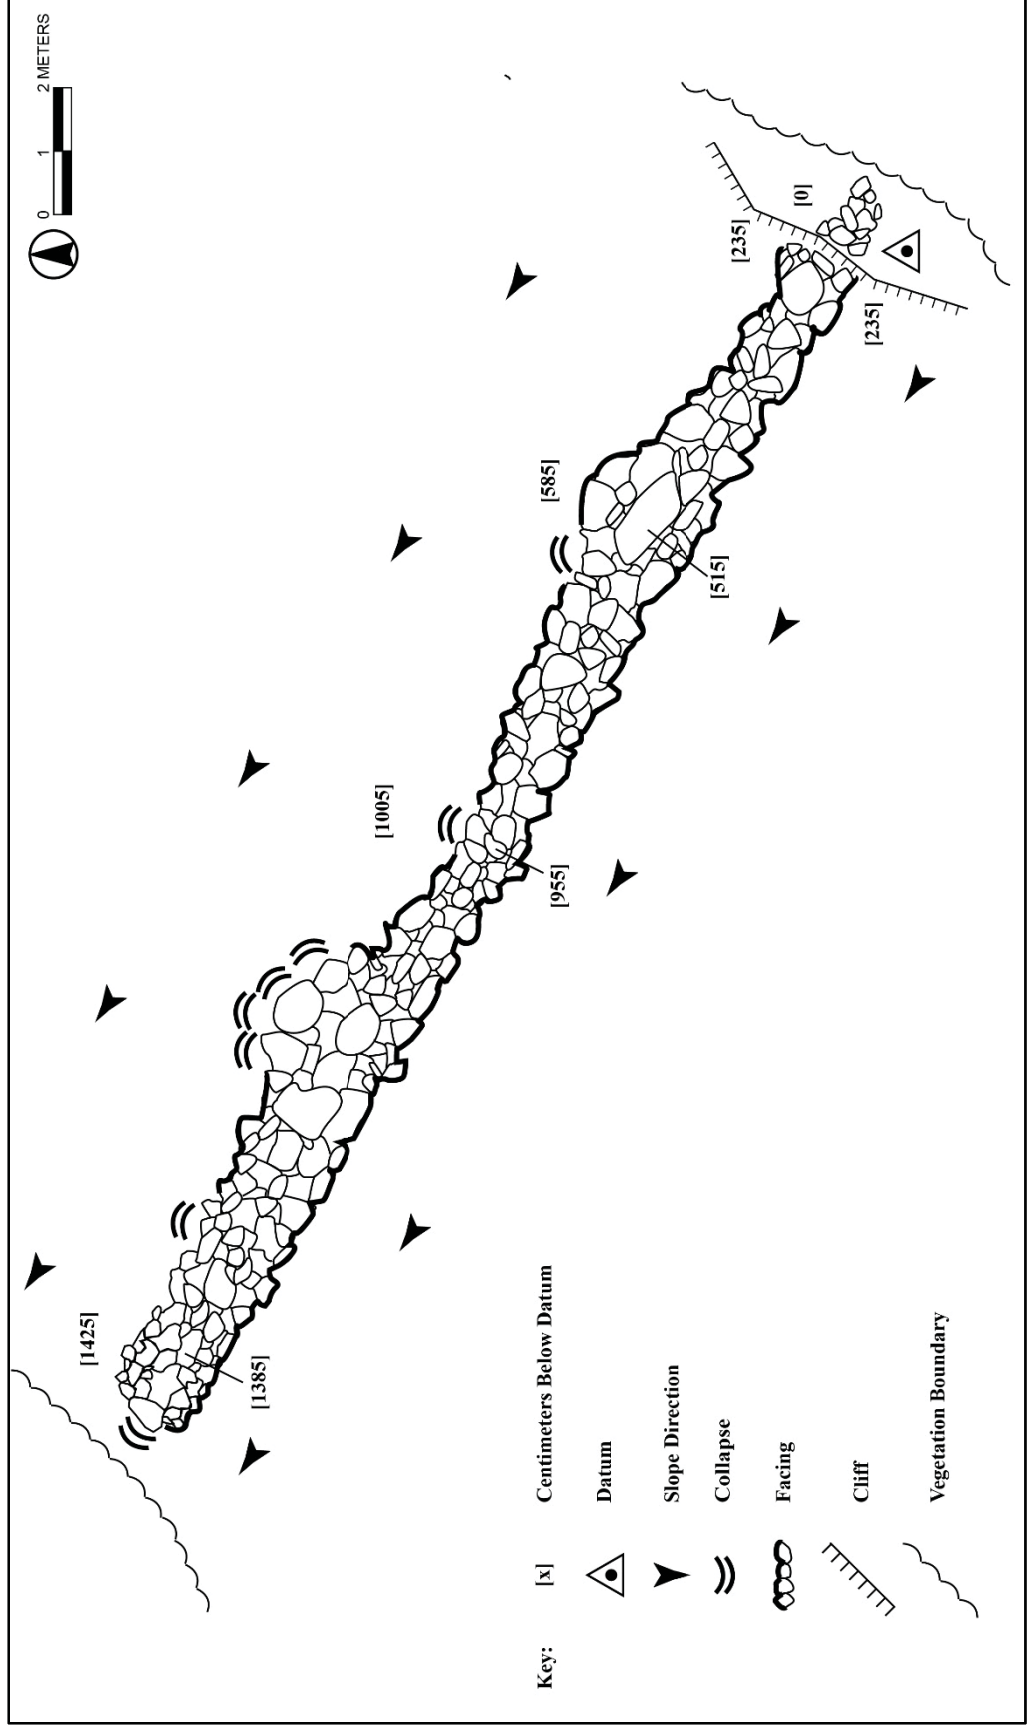 0 1 2 METERS
[1425]
[1385]
[1005]
[955]
[585]
[515]
[235]
[0]
[235]
Key:
[x] Centimeters Below Datum
Datum
Slope Direction
Collapse
Facing
Cliff
Vegetation Boundary